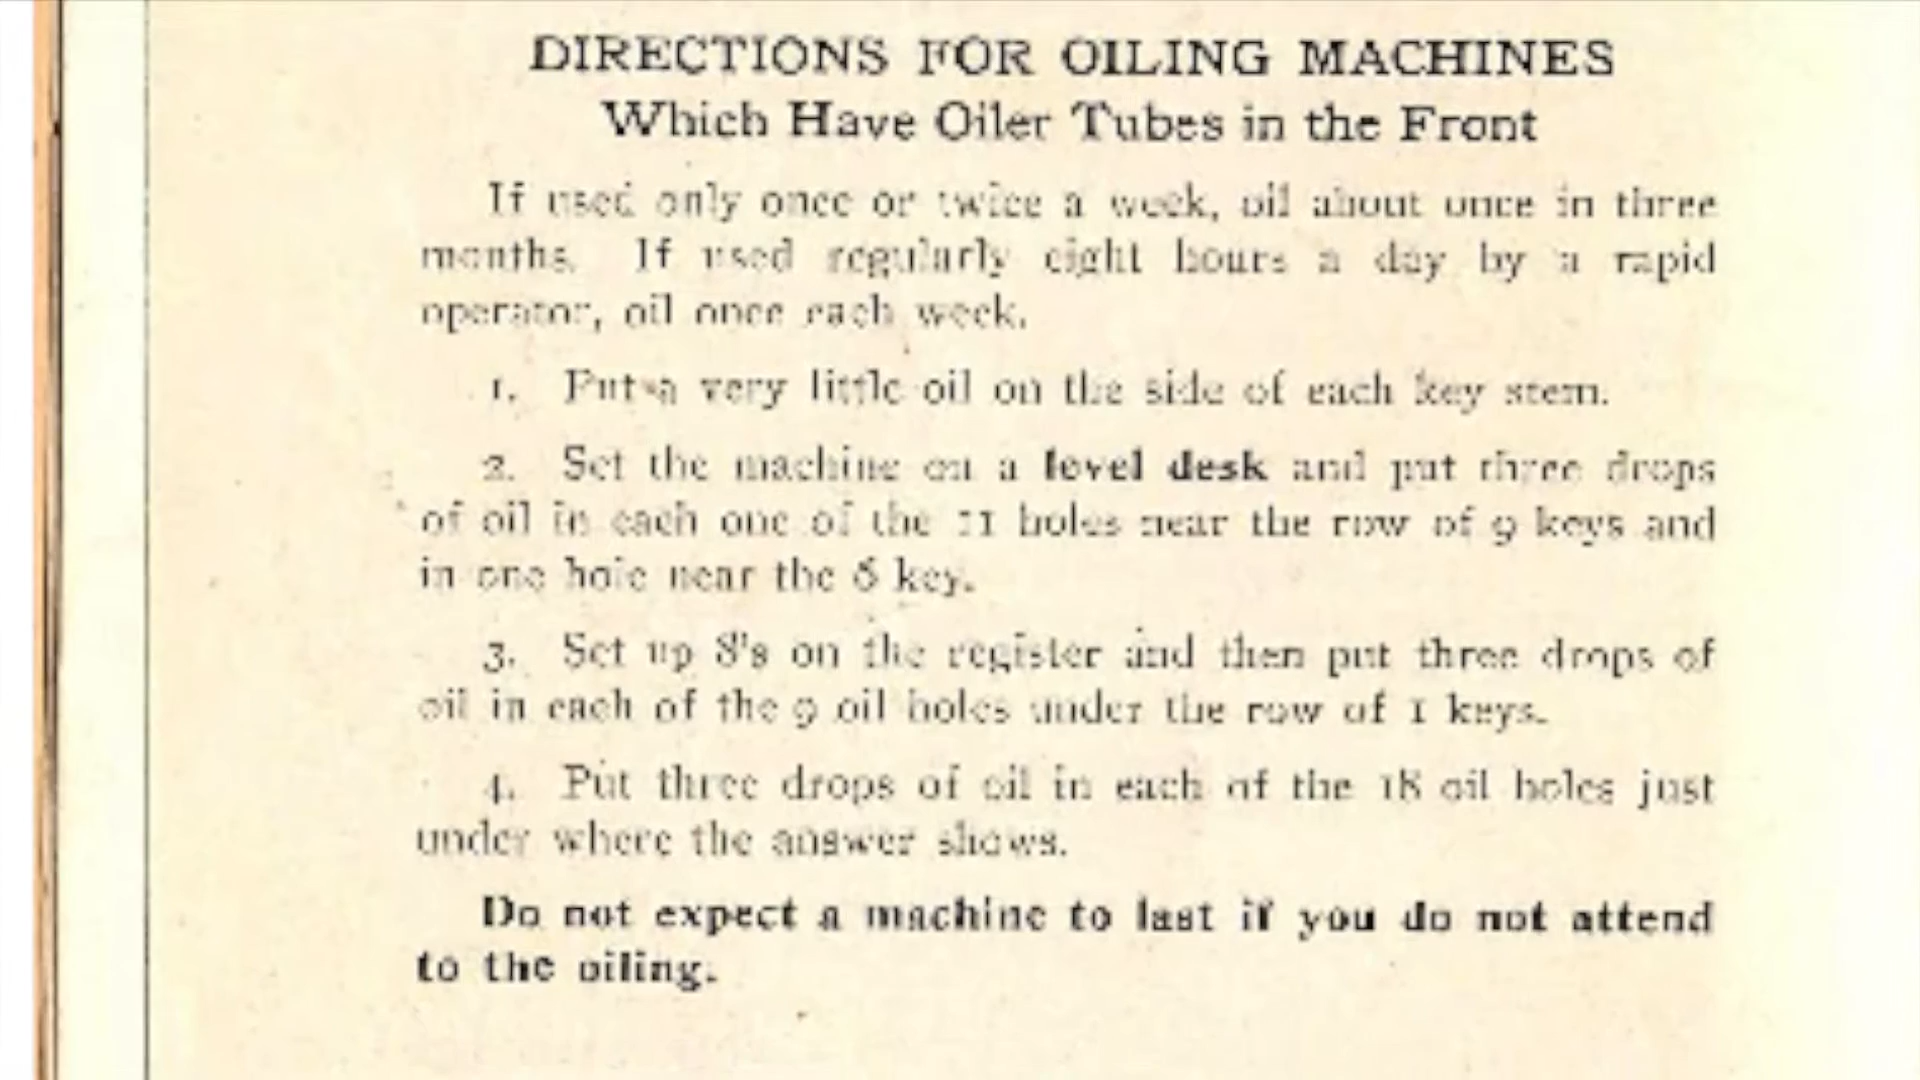 DIRECTIONS FOR OILING MACHINES
Which Have Oiler Tubes in the Front
If used only once or twice a week, oil about once in three
months. If used regularly eight hours a day by a rapid
operator, oil once each week.
1. Put a very little oil on the side of each key stem.
2. Set the machine on a level desk and put three drops
of oil in each one of the 11 holes near the row of 9 keys and
in one hole near the 6 key.
3. Set up 8's on the register and then put three drops of
oil in each of the 9 oil holes under the row of 1 keys.
4. Put three drops of oil in each of the 18 oil holes just
under where the answer shows.
Do not expect a machine to last if you do not attend
to the oiling.